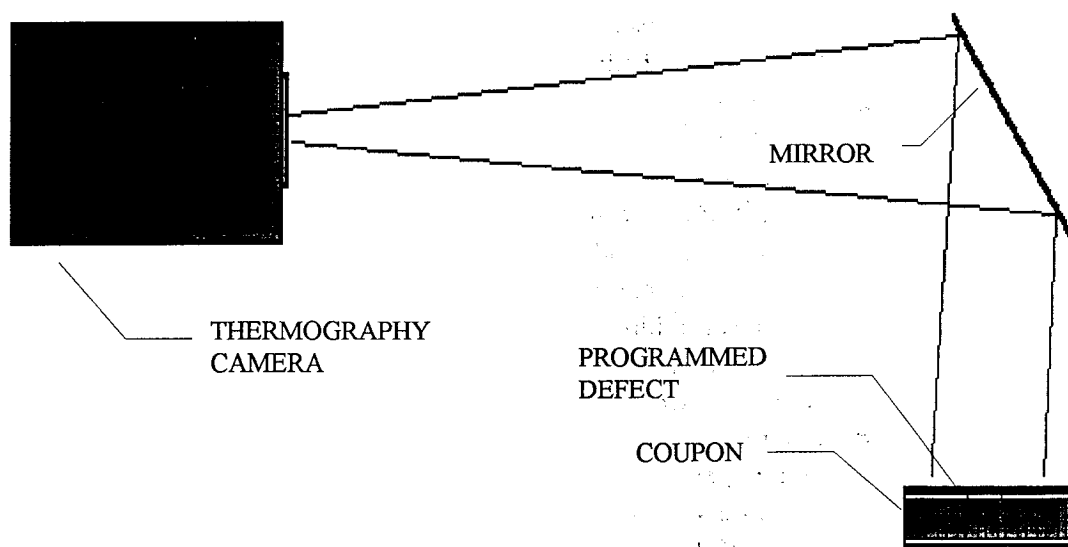 MIRROR
THERMOGRAPHY
CAMERA
PROGRAMMED
DEFECT
COUPON